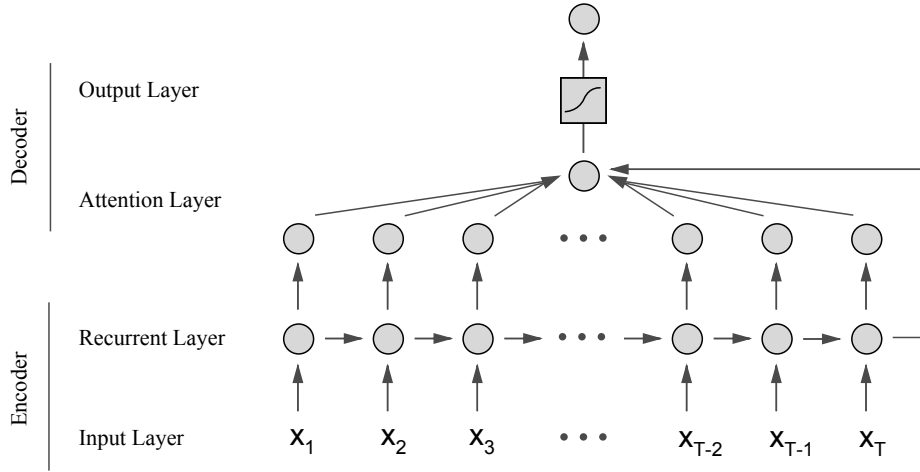 Decoder
Output Layer
Attention Layer
• • •
Encoder
Recurrent Layer
• • •
Input Layer
x1 x2 x3 • • • xT-2 xT-1 xT